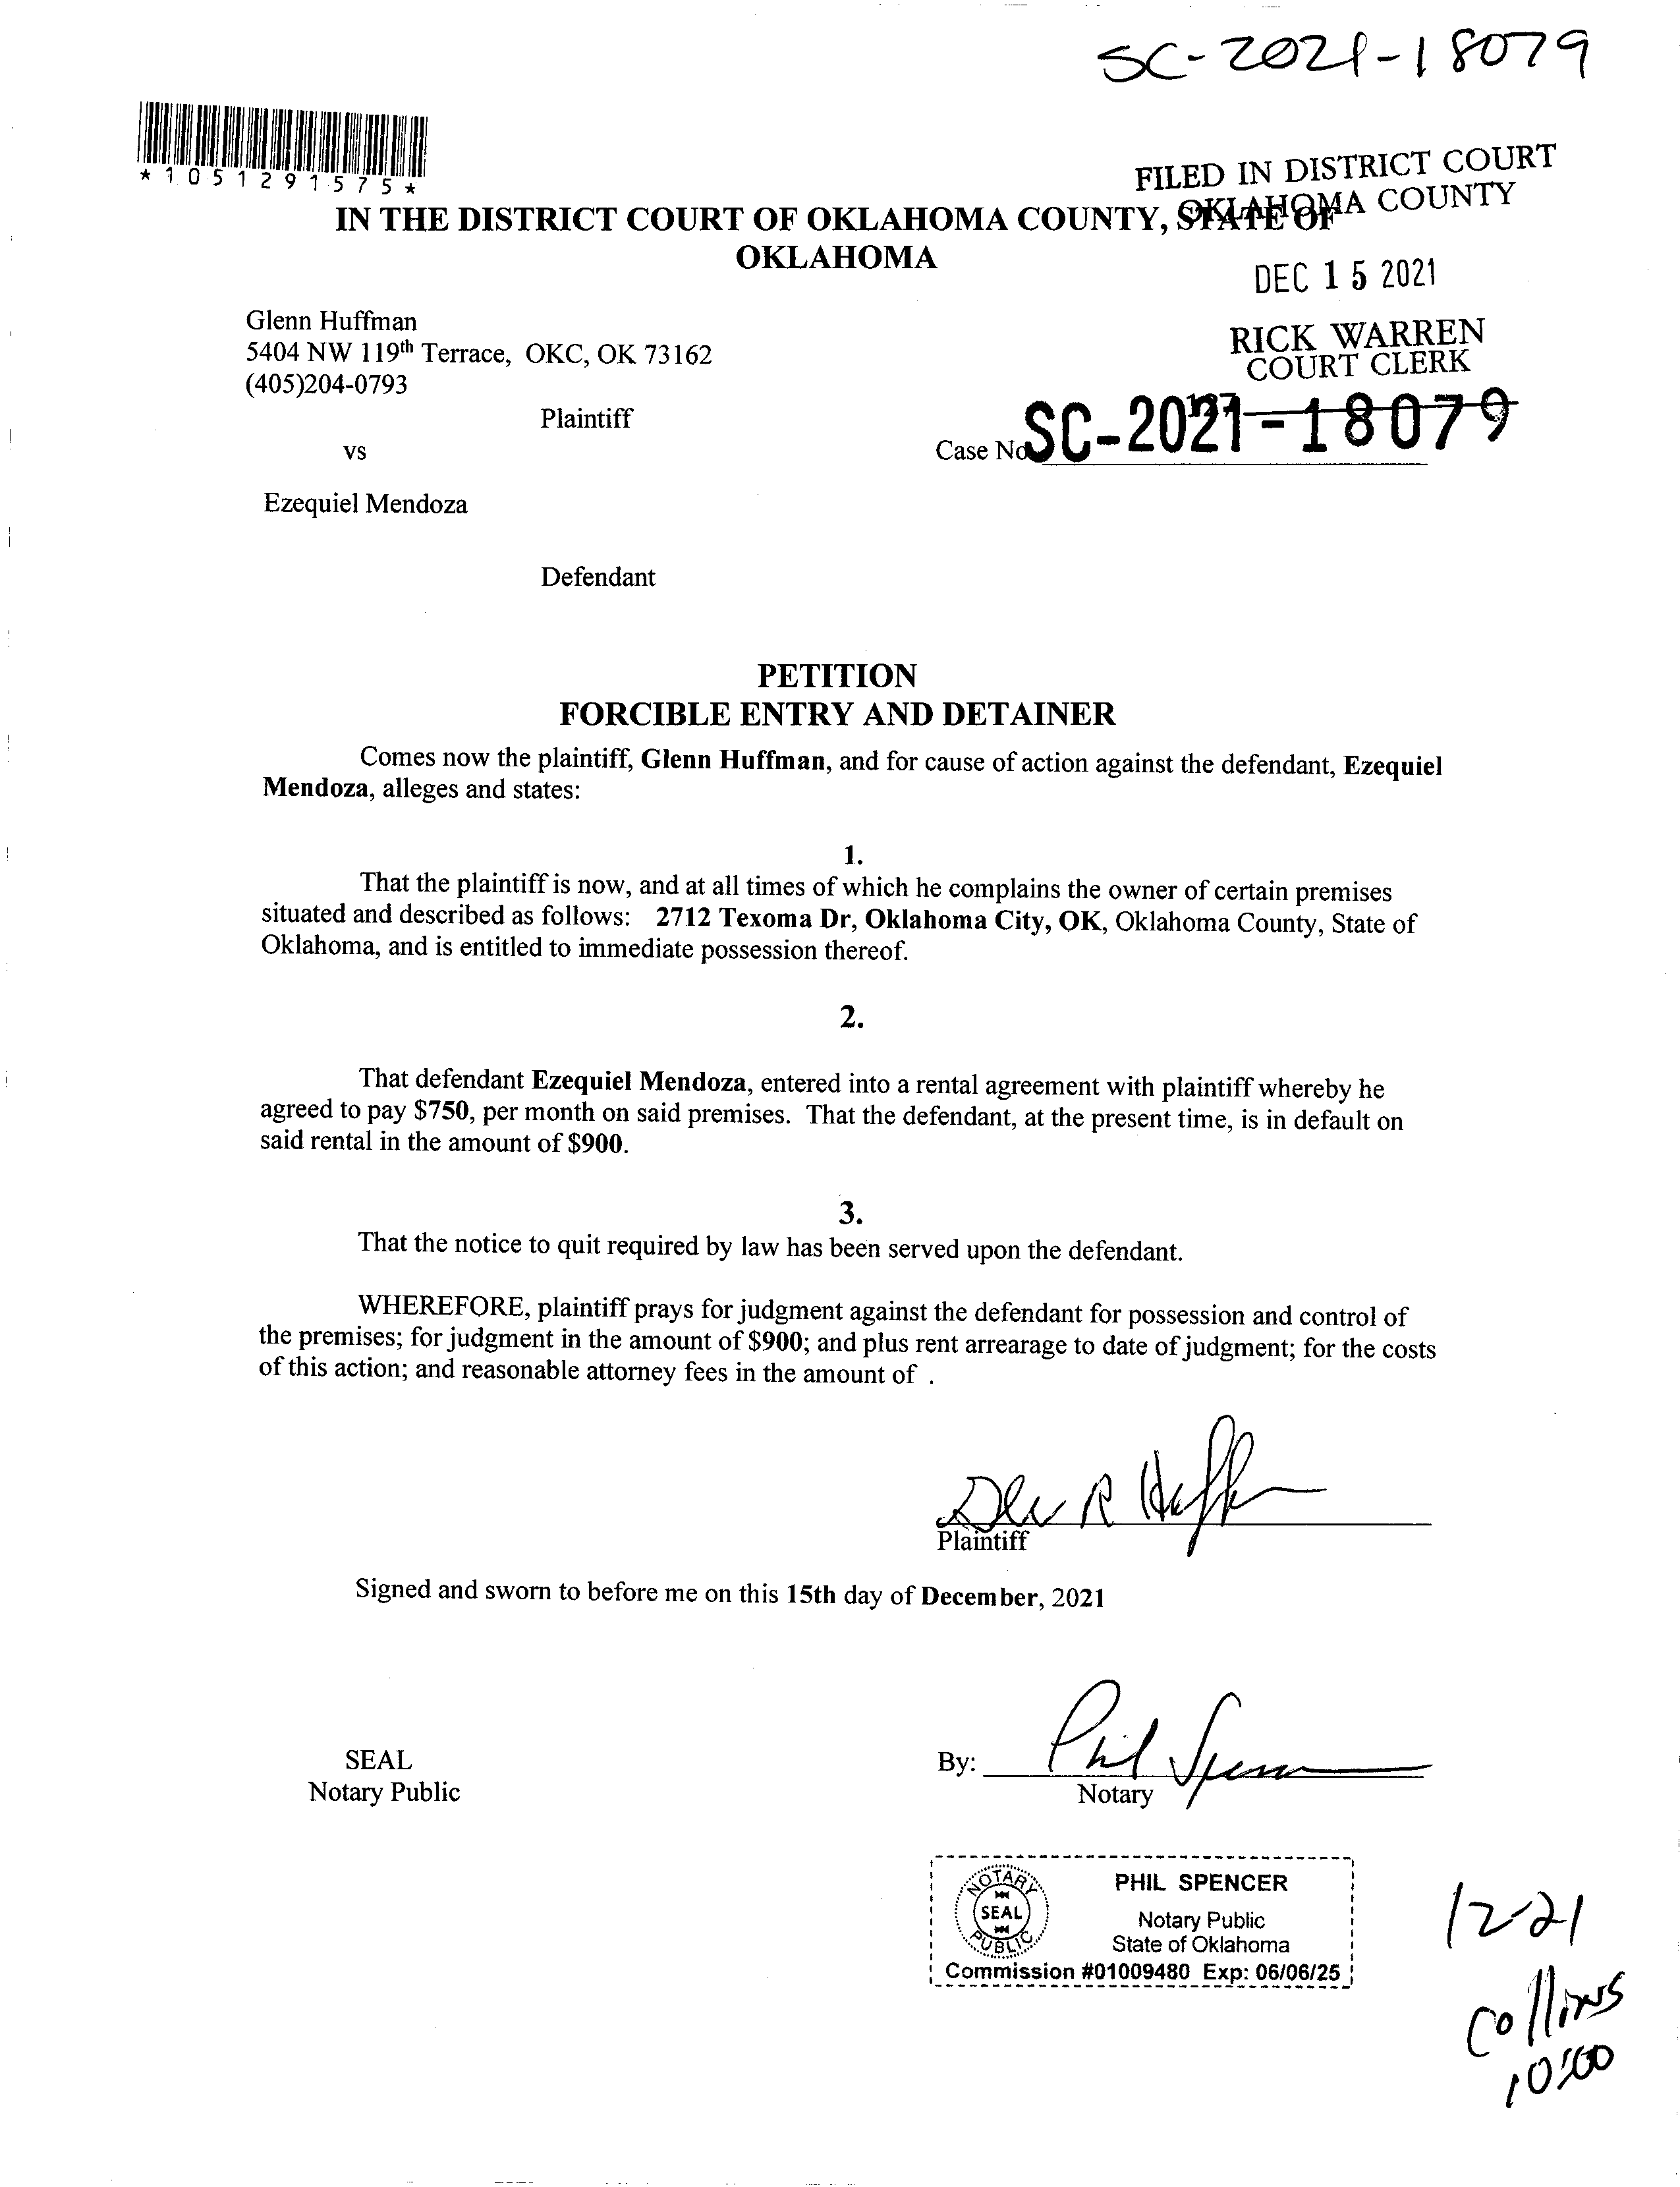 SC-2021-18079
*1051291575*
FILED IN DISTRICT COURT
OKLAHOMA COUNTY
IN THE DISTRICT COURT OF OKLAHOMA COUNTY, STATE OF
OKLAHOMA
DEC 15 2021
Glenn Huffman
5404 NW 119th Terrace, OKC, OK 73162
(405)204-0793
RICK WARREN
COURT CLERK
Plaintiff
vs
Case No SC-2021-18079
Ezequiel Mendoza
Defendant
PETITION
FORCIBLE ENTRY AND DETAINER
Comes now the plaintiff, Glenn Huffman, and for cause of action against the defendant, Ezequiel
Mendoza, alleges and states:
1.
That the plaintiff is now, and at all times of which he complains the owner of certain premises
situated and described as follows: 2712 Texoma Dr, Oklahoma City, OK, Oklahoma County, State of
Oklahoma, and is entitled to immediate possession thereof.
2.
That defendant Ezequiel Mendoza, entered into a rental agreement with plaintiff whereby he
agreed to pay $750, per month on said premises. That the defendant, at the present time, is in default on
said rental in the amount of $900.
3.
That the notice to quit required by law has been served upon the defendant.
WHEREFORE, plaintiff prays for judgment against the defendant for possession and control of
the premises; for judgment in the amount of $900; and plus rent arrearage to date of judgment; for the costs
of this action; and reasonable attorney fees in the amount of .
Plaintiff
Signed and sworn to before me on this 15th day of December, 2021
SEAL
Notary Public
By: Phil Spencer
Notary
NOTARY
SEAL
PUBLIC
PHIL SPENCER
Notary Public
State of Oklahoma
Commission #01009480 Exp: 06/06/25
12-21
Collins
10:00